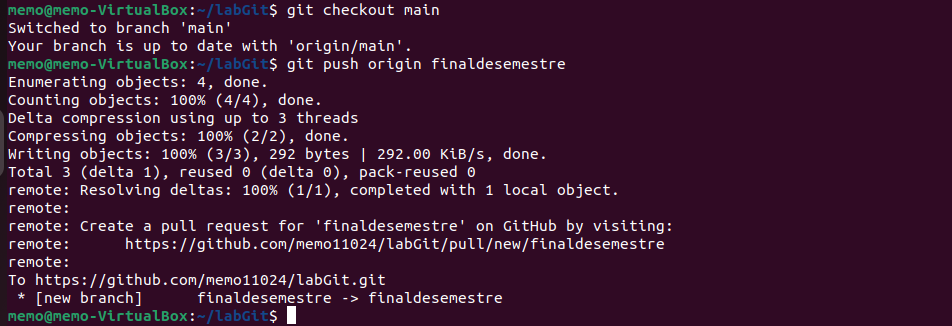 memo@memo-VirtualBox:~/labGit$ git checkout main
Switched to branch 'main'
Your branch is up to date with 'origin/main'.
memo@memo-VirtualBox:~/labGit$ git push origin finaldesemestre
Enumerating objects: 4, done.
Counting objects: 100% (4/4), done.
Delta compression using up to 3 threads
Compressing objects: 100% (2/2), done.
Writing objects: 100% (3/3), 292 bytes | 292.00 KiB/s, done.
Total 3 (delta 1), reused 0 (delta 0), pack-reused 0
remote: Resolving deltas: 100% (1/1), completed with 1 local object.
remote:
remote: Create a pull request for 'finaldesemestre' on GitHub by visiting:
remote:      https://github.com/memo11024/labGit/pull/new/finaldesemestre
remote:
To https://github.com/memo11024/labGit.git
 * [new branch]      finaldesemestre -> finaldesemestre
memo@memo-VirtualBox:~/labGit$